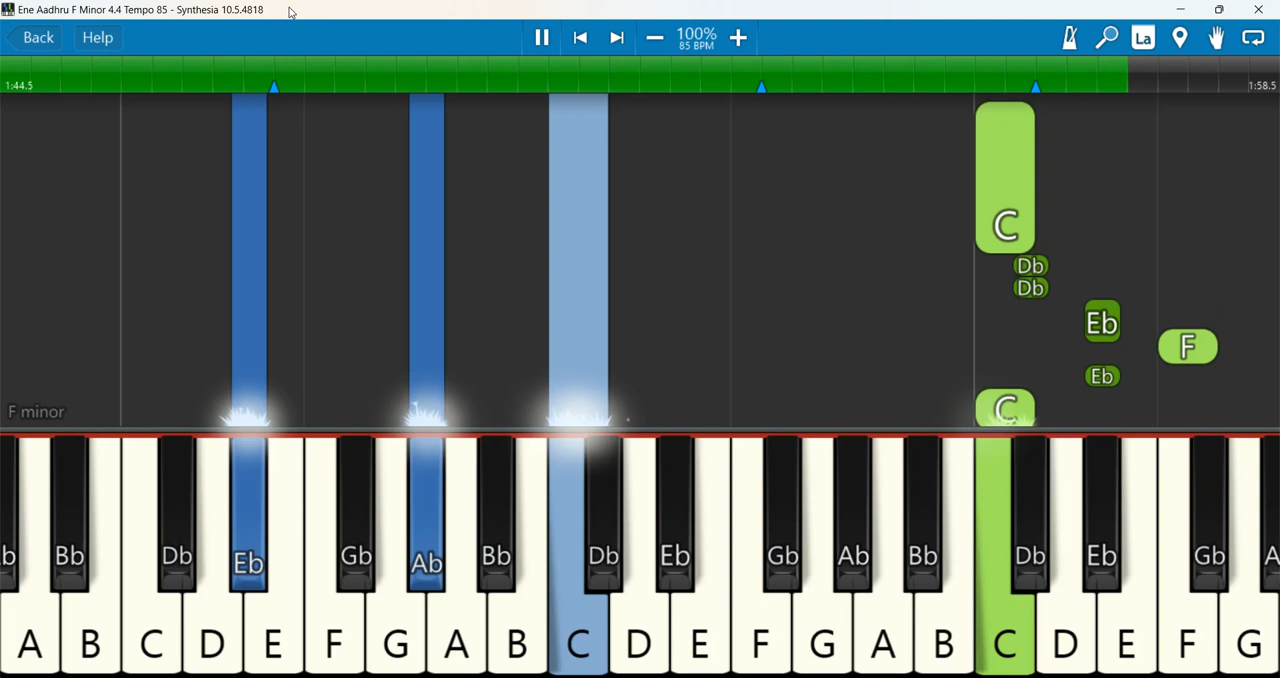 Ene Aadhru F Minor 4.4 Tempo 85 - Synthesia 10.5.4818
Back Help 100% La
85 BPM
1:44.5 1:58.5
C
Db
Db
Eb
F
Eb
C
F minor
b Bb Db Eb Gb Ab Bb Db Eb Gb Ab Bb Db Eb Gb A
A B C D E F G A B C D E F G A B C D E F G